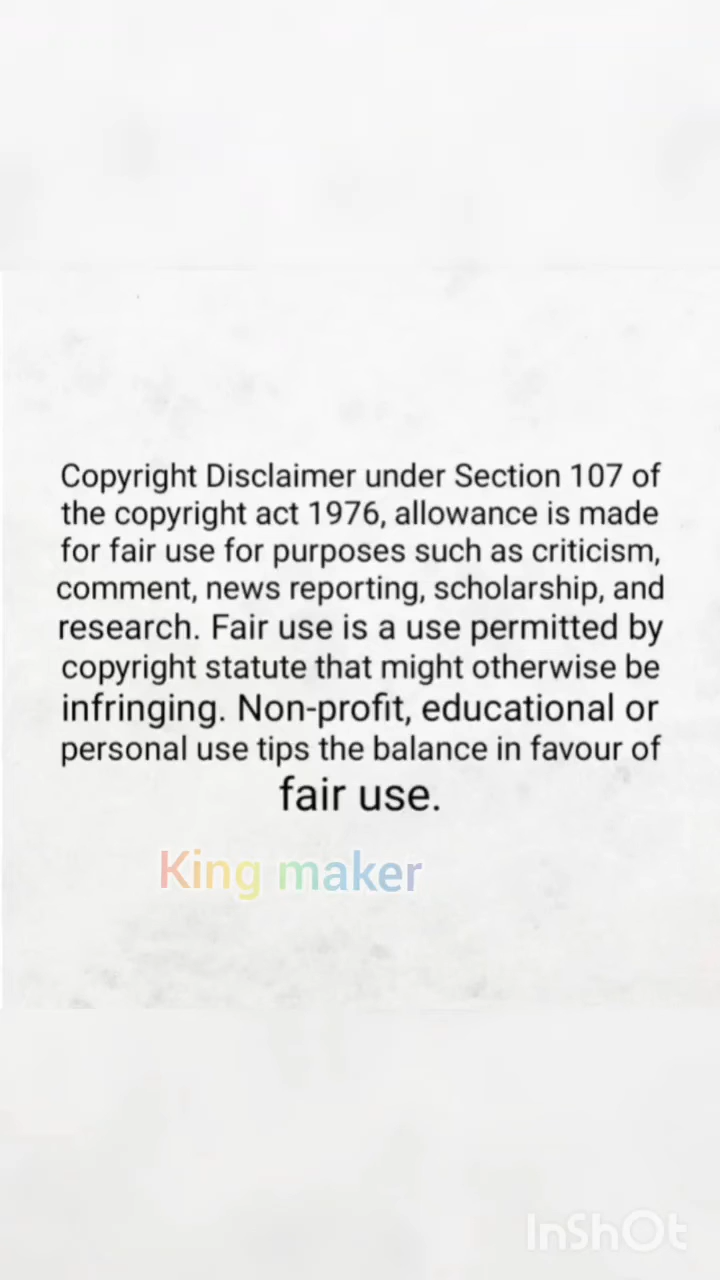 Copyright Disclaimer under Section 107 of
the copyright act 1976, allowance is made
for fair use for purposes such as criticism,
comment, news reporting, scholarship, and
research. Fair use is a use permitted by
copyright statute that might otherwise be
infringing. Non-profit, educational or
personal use tips the balance in favour of
fair use.
King maker
InShOt